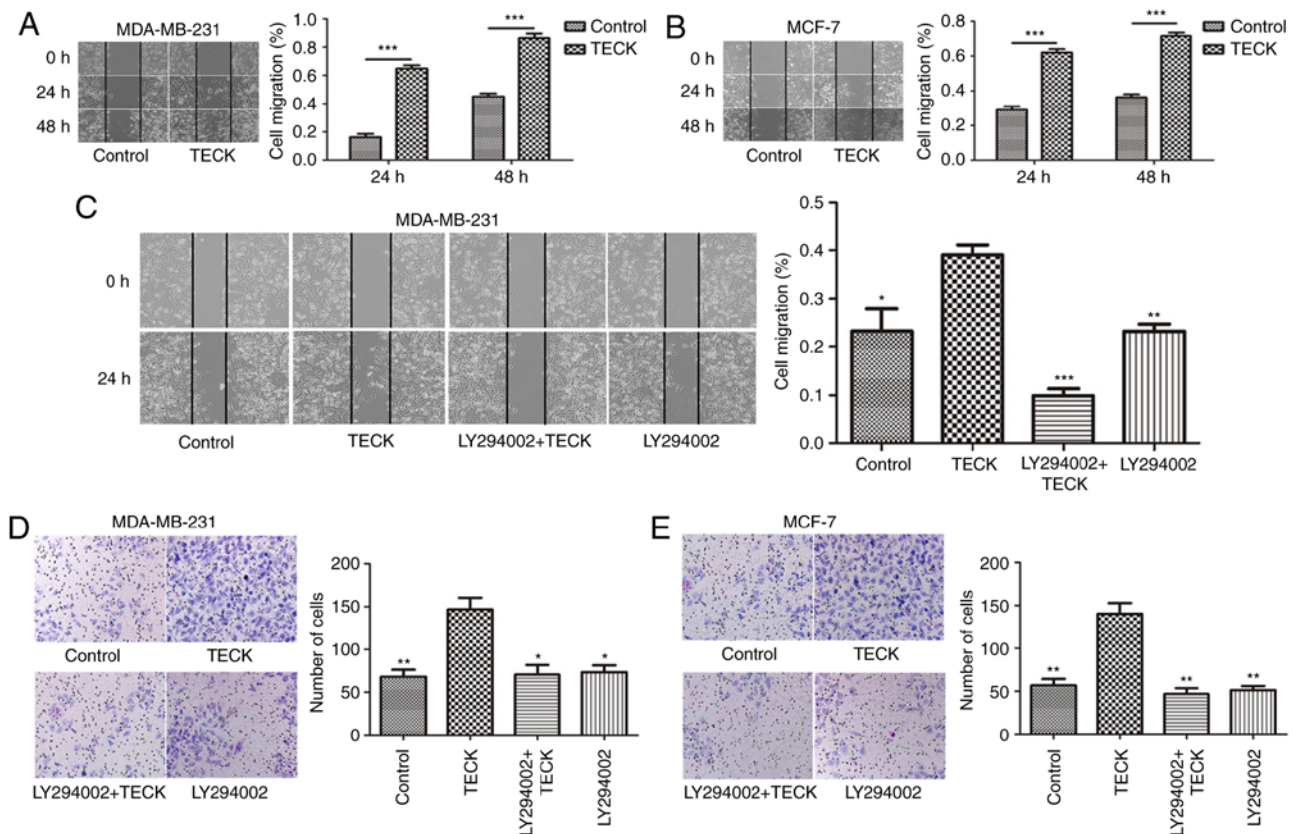 A
MDA-MB-231
0 h
24 h
48 h
Control
TECK
Cell migration (%)
1.0
0.8
0.6
0.4
0.2
0.0
***
***
24 h
48 h
Control
TECK
B
MCF-7
0 h
24 h
48 h
Control
TECK
Cell migration (%)
0.8
0.6
0.4
0.2
0.0
***
***
24 h
48 h
Control
TECK
C
MDA-MB-231
0 h
24 h
Control
TECK
LY294002+TECK
LY294002
Cell migration (%)
0.5
0.4
0.3
0.2
0.1
0.0
*
***
**
Control
TECK
LY294002+
TECK
LY294002
D
MDA-MB-231
Control
TECK
LY294002+TECK
LY294002
Number of cells
200
150
100
50
0
**
*
*
Control
TECK
LY294002+
TECK
LY294002
E
MCF-7
Control
TECK
LY294002+TECK
LY294002
Number of cells
200
150
100
50
0
**
**
**
Control
TECK
LY294002+
TECK
LY294002